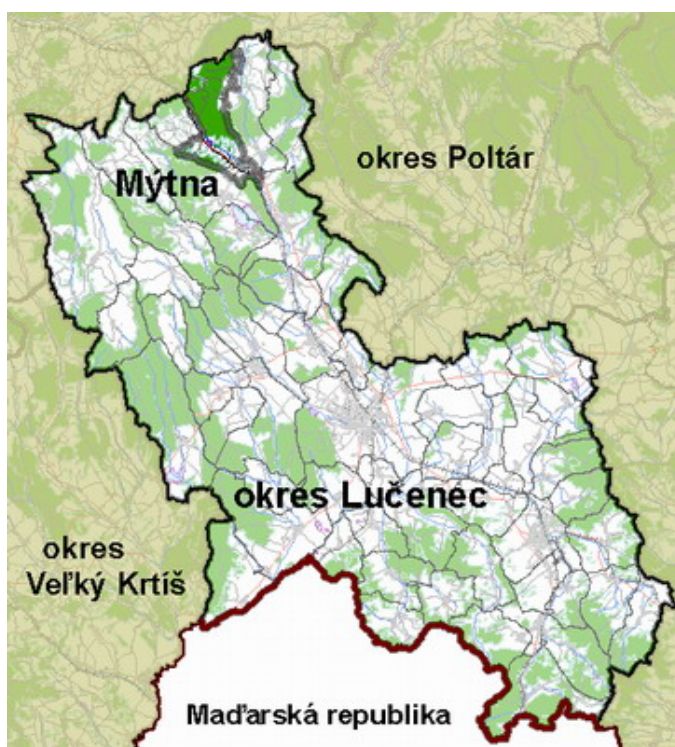 okres Poltár
Mýtna
okres Lučenec
okres
Veľký Krtíš
Maďarská republika